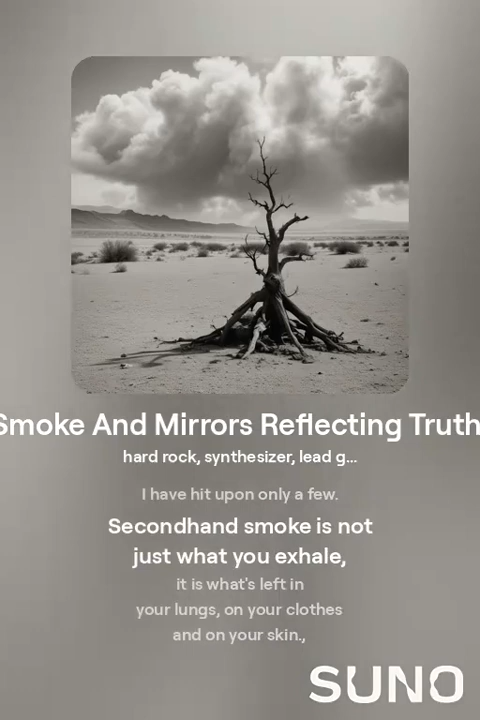 Smoke And Mirrors Reflecting Truth
hard rock, synthesizer, lead g...
I have hit upon only a few.
Secondhand smoke is not
just what you exhale,
it is what's left in
your lungs, on your clothes
and on your skin.,
SUNO